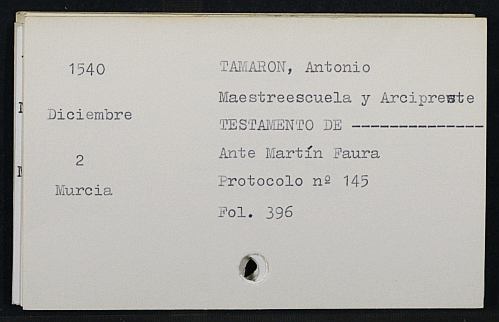 1540
Diciembre
2
Murcia
TAMARON, Antonio
Maestreescuela y Arcipreste
TESTAMENTO DE ---------------
Ante Martín Faura
Protocolo nº 145
Fol. 396